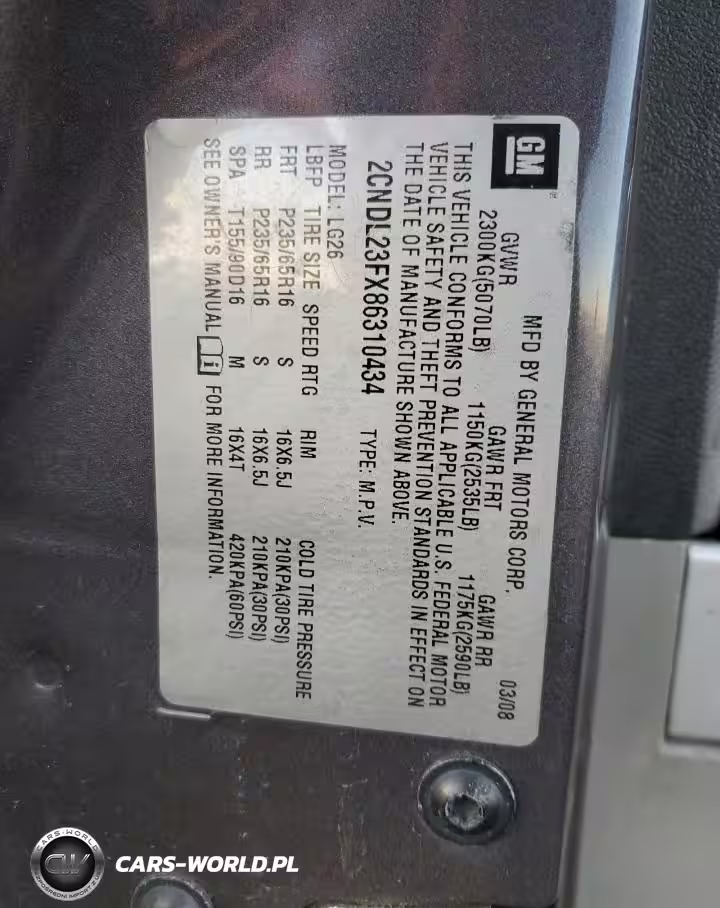 GM
MFD BY GENERAL MOTORS CORP. 03/08
GVWR GAWR FRT GAWR RR
2300KG(5070LB) 1150KG(2535LB) 1175KG(2590LB)
THIS VEHICLE CONFORMS TO ALL APPLICABLE U.S. FEDERAL MOTOR
VEHICLE SAFETY AND THEFT PREVENTION STANDARDS IN EFFECT ON
THE DATE OF MANUFACTURE SHOWN ABOVE.
2CNDL23FX86310434 TYPE: M.P.V.
MODEL: LG26
LBFP TIRE SIZE SPEED RTG RIM COLD TIRE PRESSURE
FRT P235/65R16 S 16X6.5J 210KPA(30PSI)
RR P235/65R16 S 16X6.5J 210KPA(30PSI)
SPA T155/90D16 M 16X4T 420KPA(60PSI)
SEE OWNER'S MANUAL FOR MORE INFORMATION.
CARS-WORLD
CW
CARS-WORLD.PL